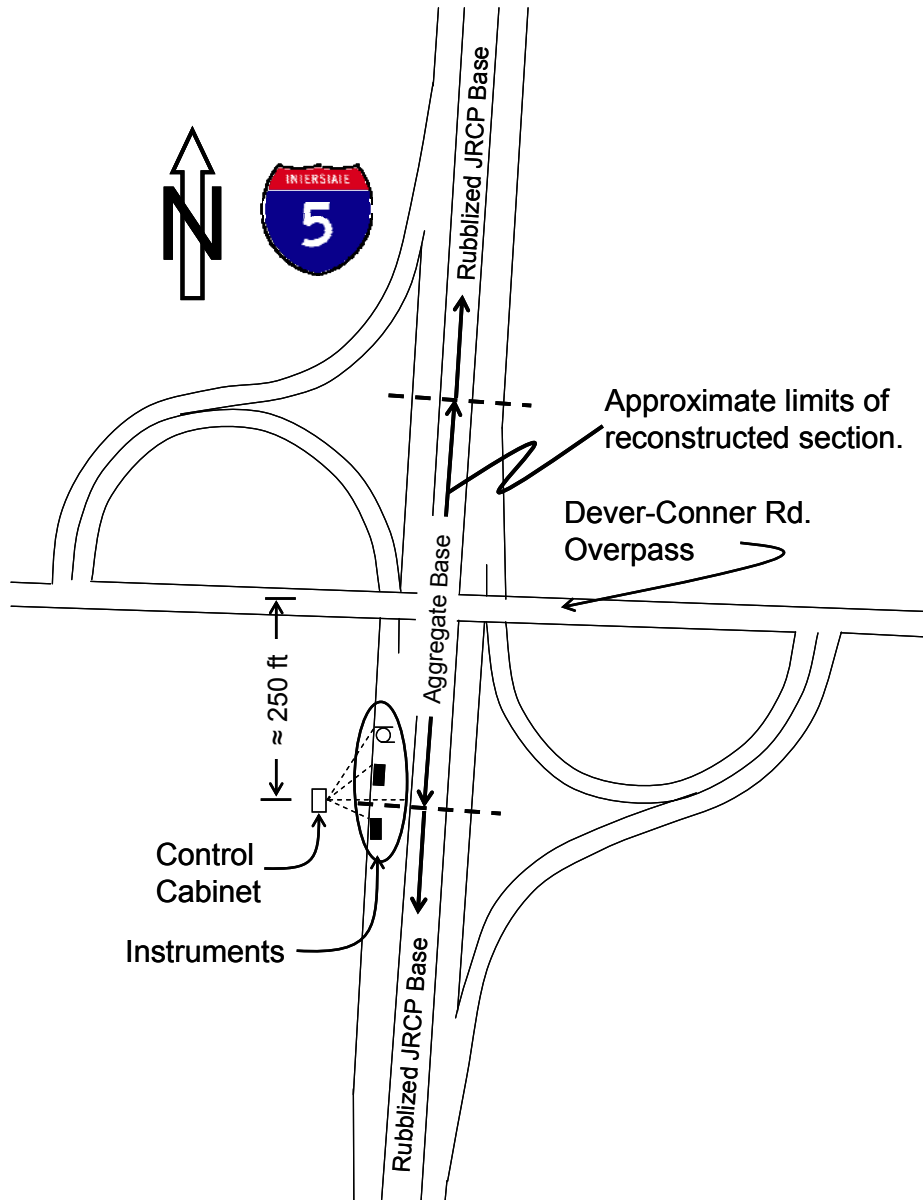 Rubblized JRCP Base
N
INTERSTATE
5
Approximate limits of
reconstructed section.
Dever-Conner Rd.
Overpass
Aggregate Base
≈ 250 ft
Control
Cabinet
Instruments
Rubblized JRCP Base